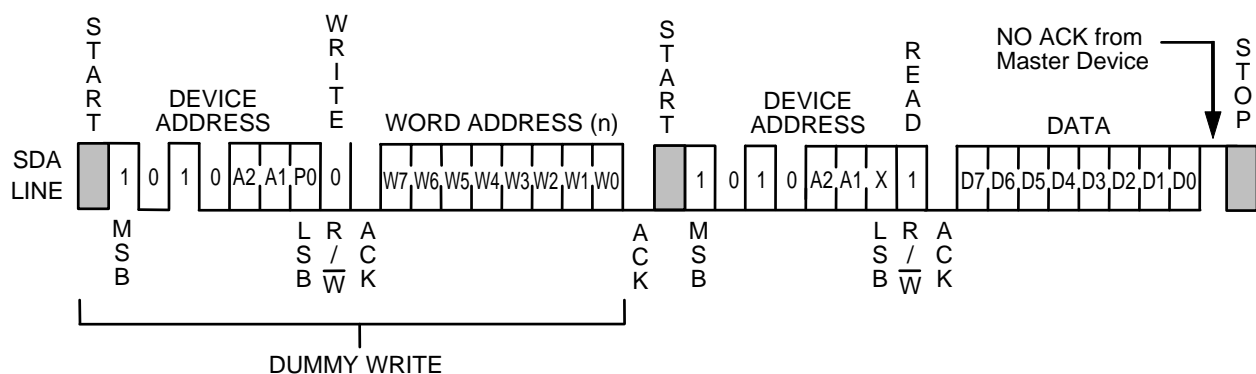 START
WRITE
START
READ
NO ACK from
Master Device
STOP
DEVICE
ADDRESS
WORD ADDRESS (n)
DEVICE
ADDRESS
DATA
SDA
LINE
1 0 1 0 A2 A1 P0 0
W7 W6 W5 W4 W3 W2 W1 W0
1 0 1 0 A2 A1 X 1
D7 D6 D5 D4 D3 D2 D1 D0
MSB
LSB
R/W
ACK
ACK
MSB
LSB
R/W
ACK
DUMMY WRITE